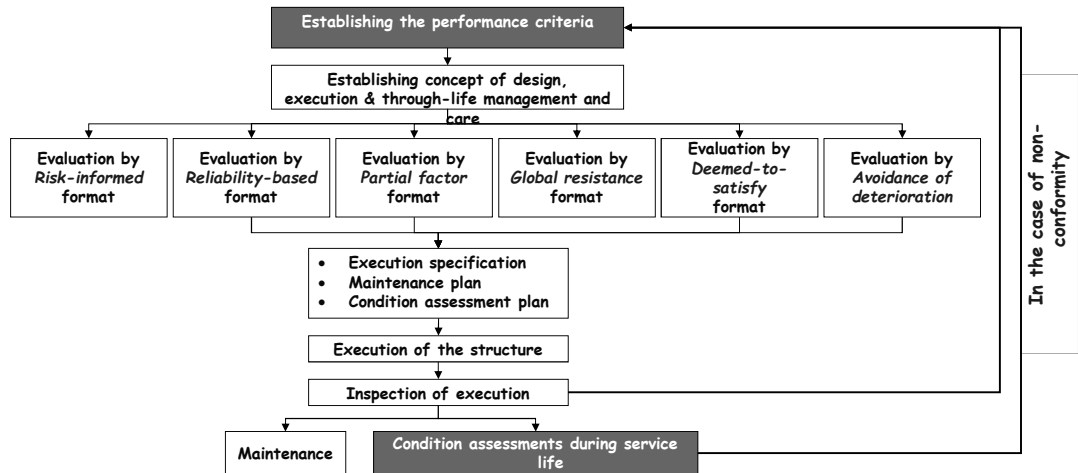 Establishing the performance criteria
Establishing concept of design,
execution & through-life management and
care
Evaluation by
Risk-informed
format
Evaluation by
Reliability-based
format
Evaluation by
Partial factor
format
Evaluation by
Global resistance
format
Evaluation by
Deemed-to-
satisfy
format
Evaluation by
Avoidance of
deterioration
• Execution specification
• Maintenance plan
• Condition assessment plan
Execution of the structure
Inspection of execution
Maintenance
Condition assessments during service
life
In the case of non-
conformity